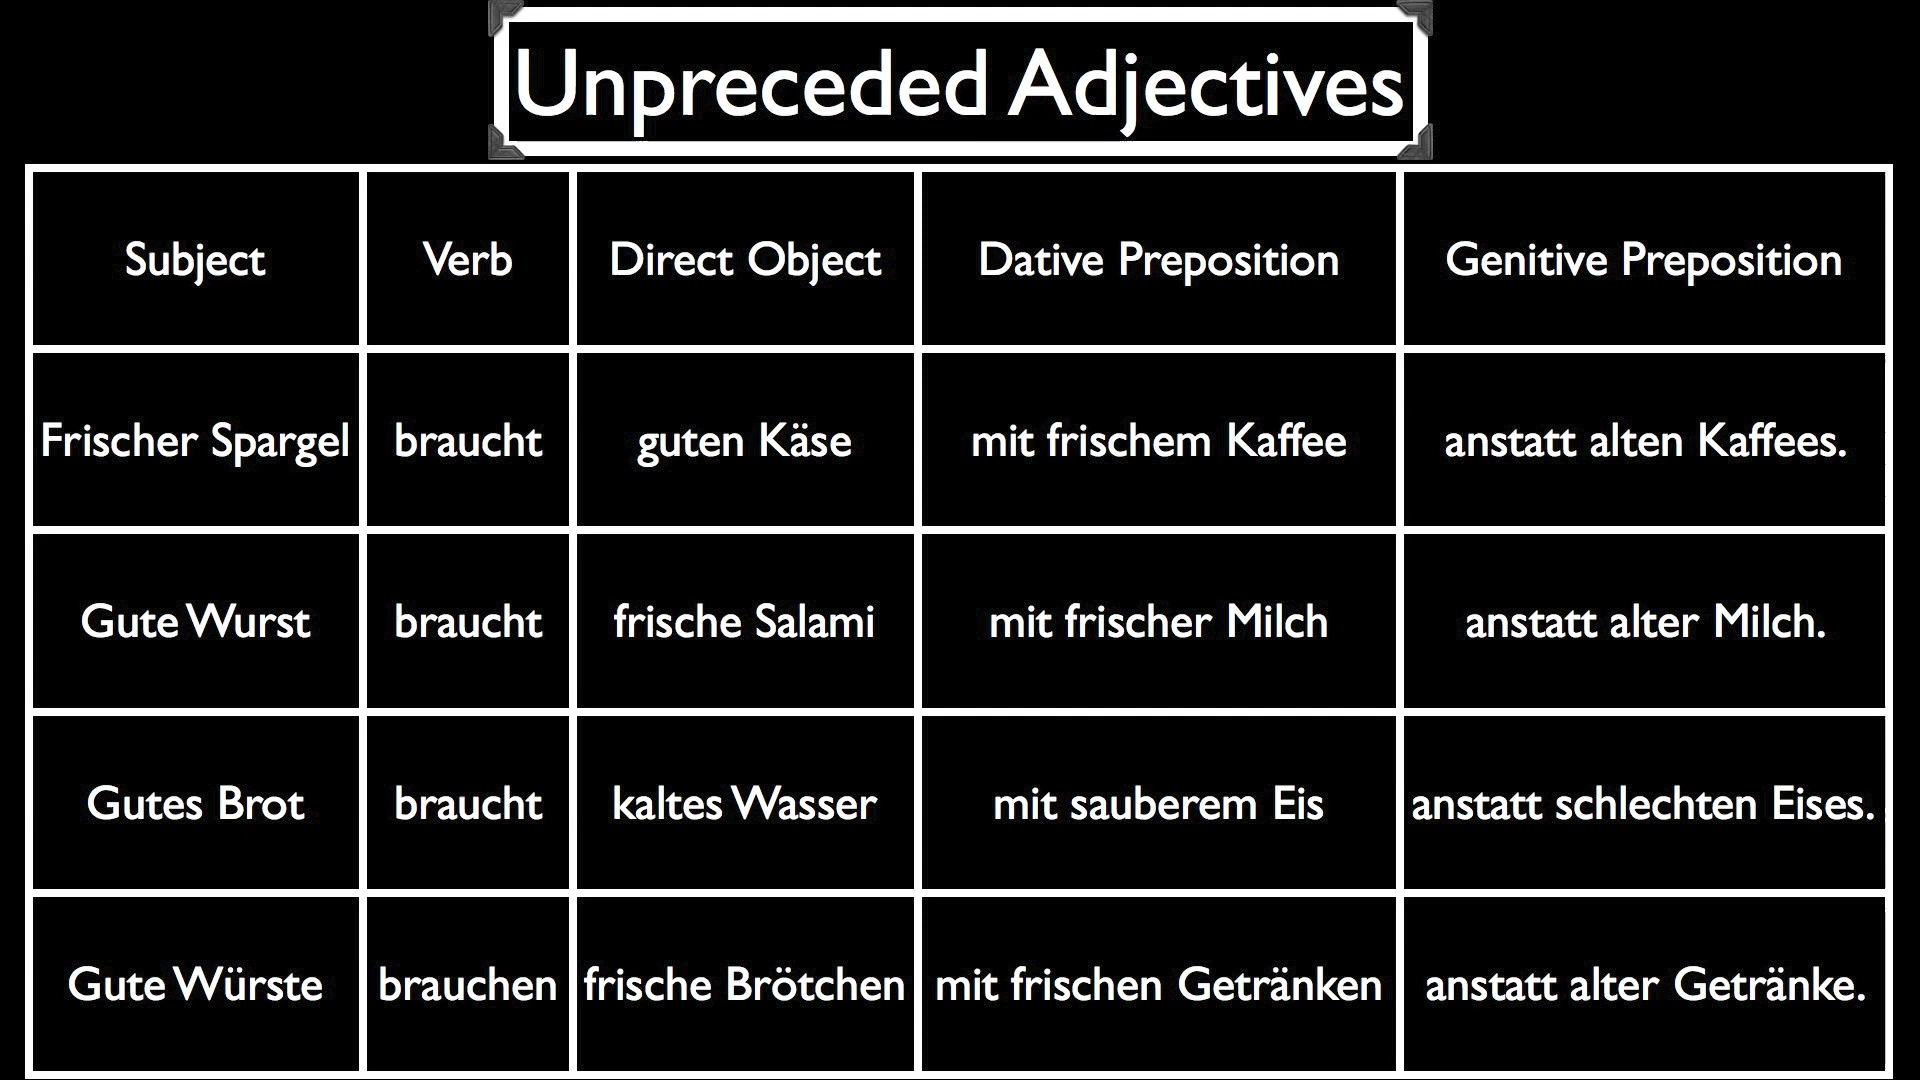 Unpreceded Adjectives
Subject Verb Direct Object Dative Preposition Genitive Preposition
Frischer Spargel braucht guten Käse mit frischem Kaffee anstatt alten Kaffees.
Gute Wurst braucht frische Salami mit frischer Milch anstatt alter Milch.
Gutes Brot braucht kaltes Wasser mit sauberem Eis anstatt schlechten Eises.
Gute Würste brauchen frische Brötchen mit frischen Getränken anstatt alter Getränke.